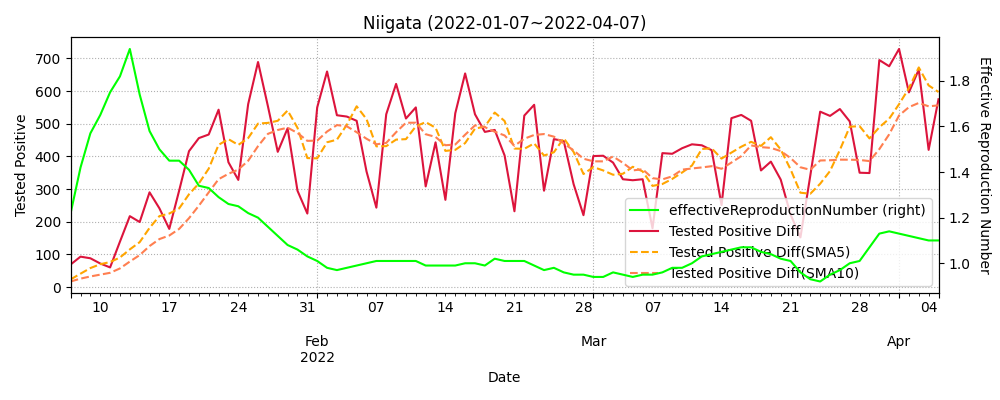 Niigata (2022-01-07~2022-04-07)
Tested Positive
Effective Reproduction Number
700
600
500
400
300
200
100
0
1.8
1.6
1.4
1.2
1.0
effectiveReproductionNumber (right)
Tested Positive Diff
Tested Positive Diff(SMA5)
Tested Positive Diff(SMA10)
10 17 24 31 07 14 21 28 07 14 21 28 04
Feb Mar Apr
2022
Date